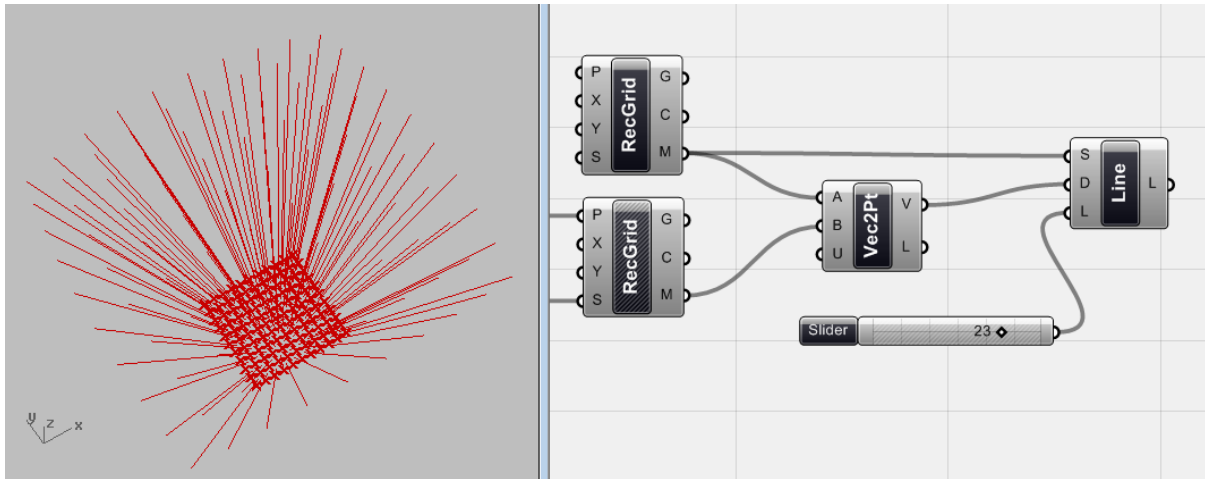 y
z
x
P
X
Y
S
RecGrid
G
C
M
P
X
Y
S
RecGrid
G
C
M
A
B
U
Vec2Pt
V
L
S
D
L
Line
L
Slider
23